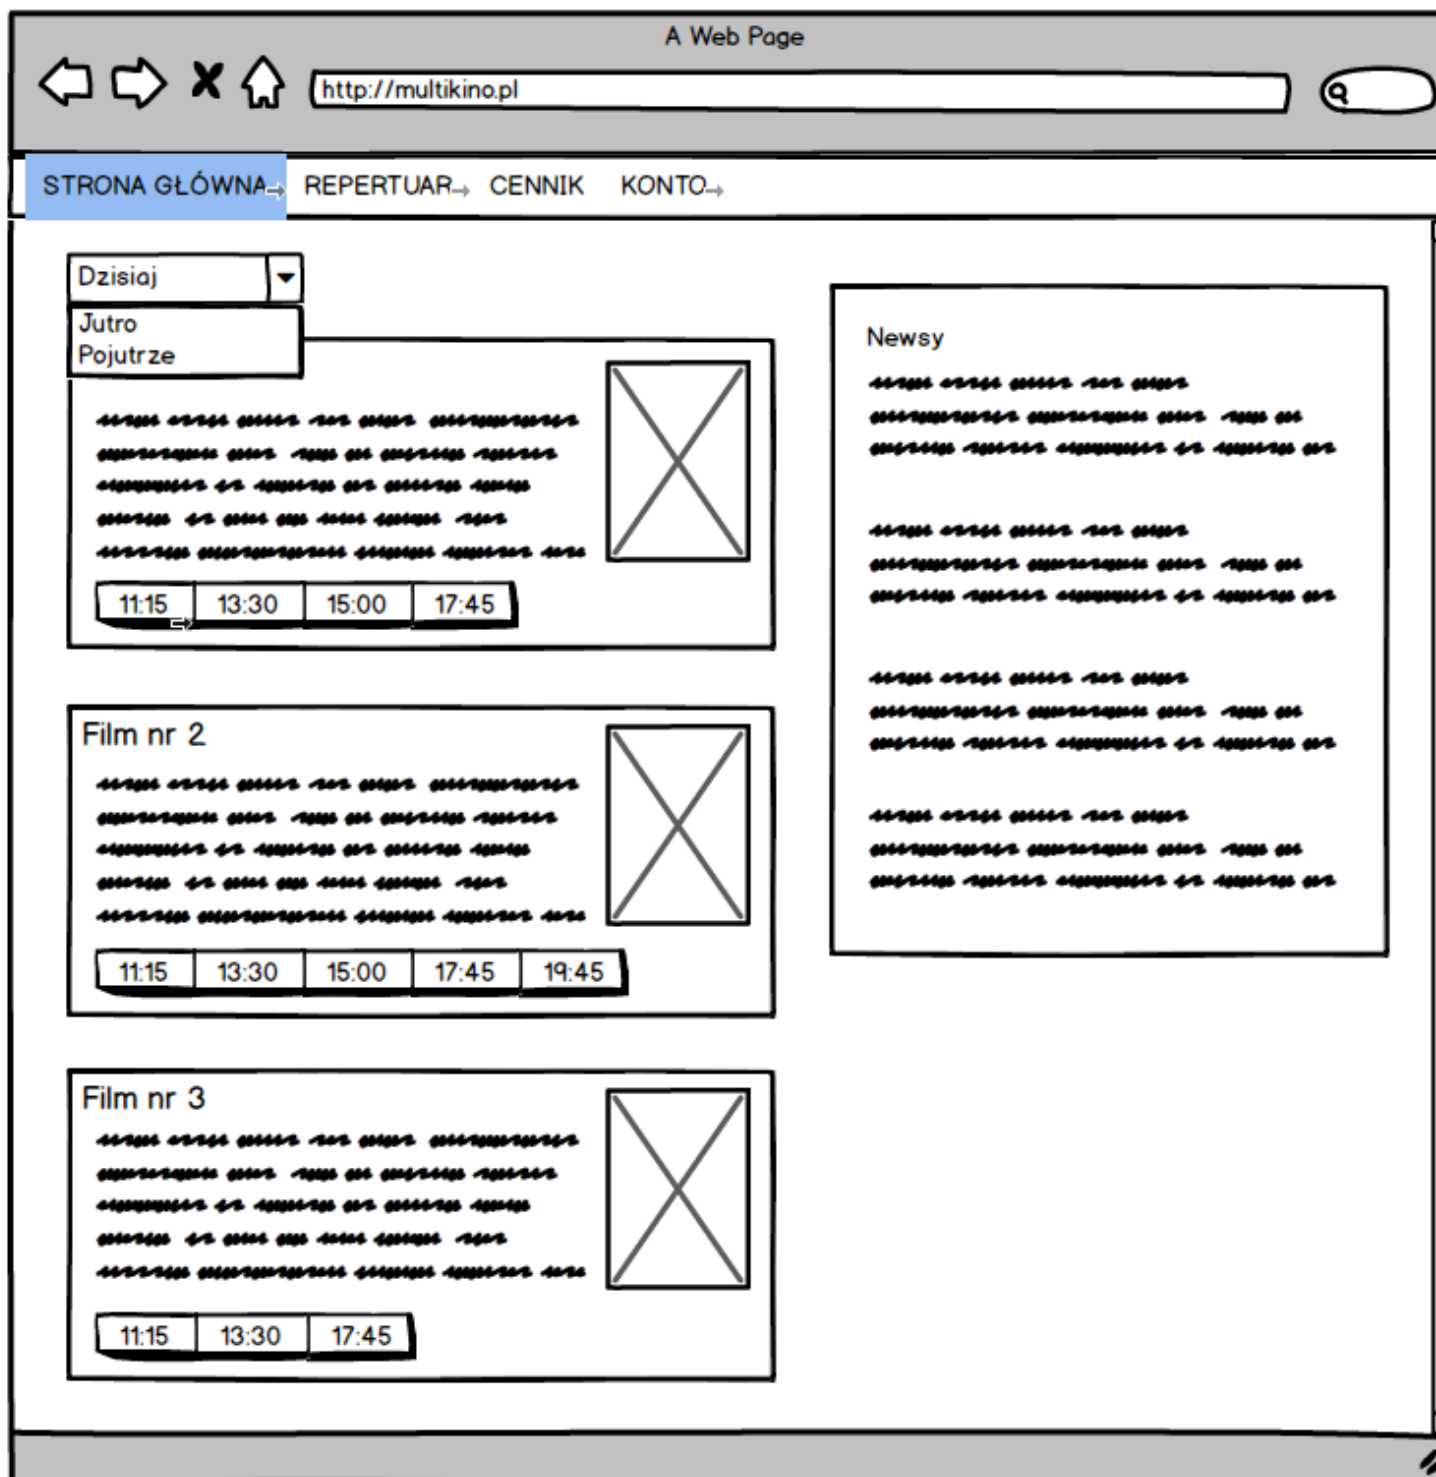 A Web Page
http://multikino.pl
STRONA GŁÓWNA REPERTUAR CENNIK KONTO
Dzisiaj
Jutro
Pojutrze
11:15 13:30 15:00 17:45
Film nr 2
11:15 13:30 15:00 17:45 19:45
Film nr 3
11:15 13:30 17:45
Newsy